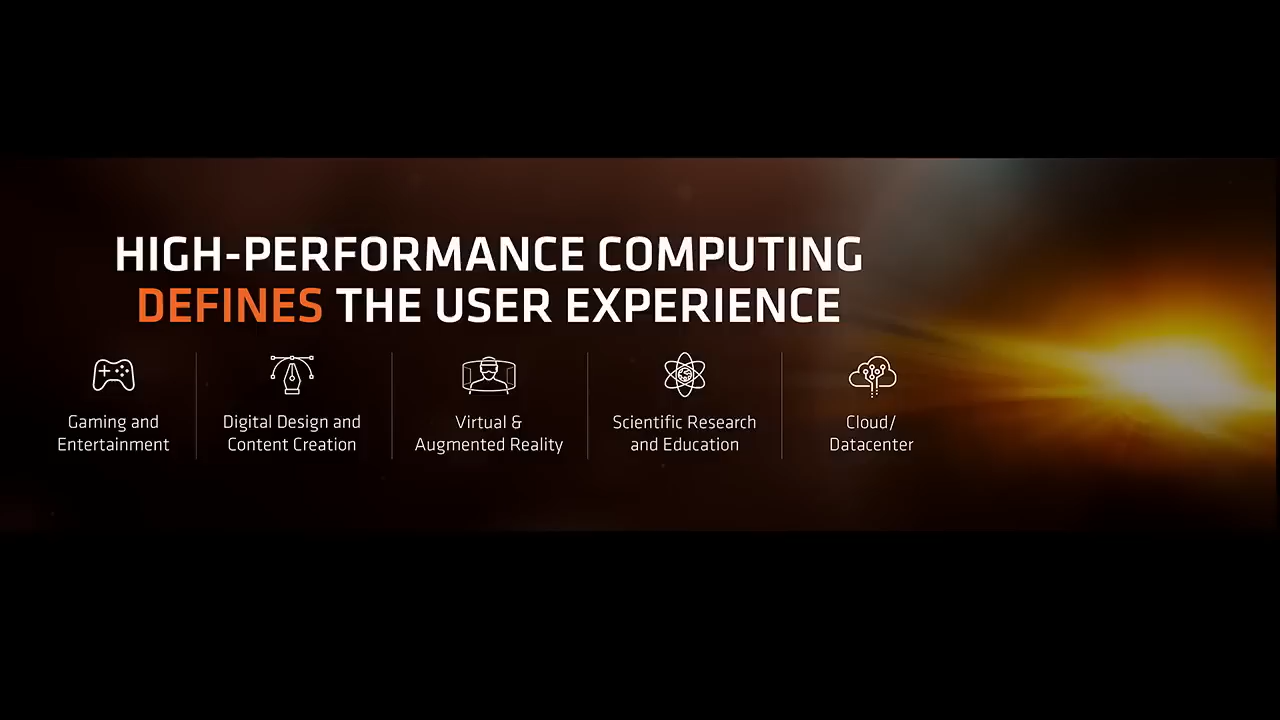 HIGH-PERFORMANCE COMPUTING
DEFINES THE USER EXPERIENCE
Gaming and
Entertainment
Digital Design and
Content Creation
Virtual &
Augmented Reality
Scientific Research
and Education
Cloud/
Datacenter